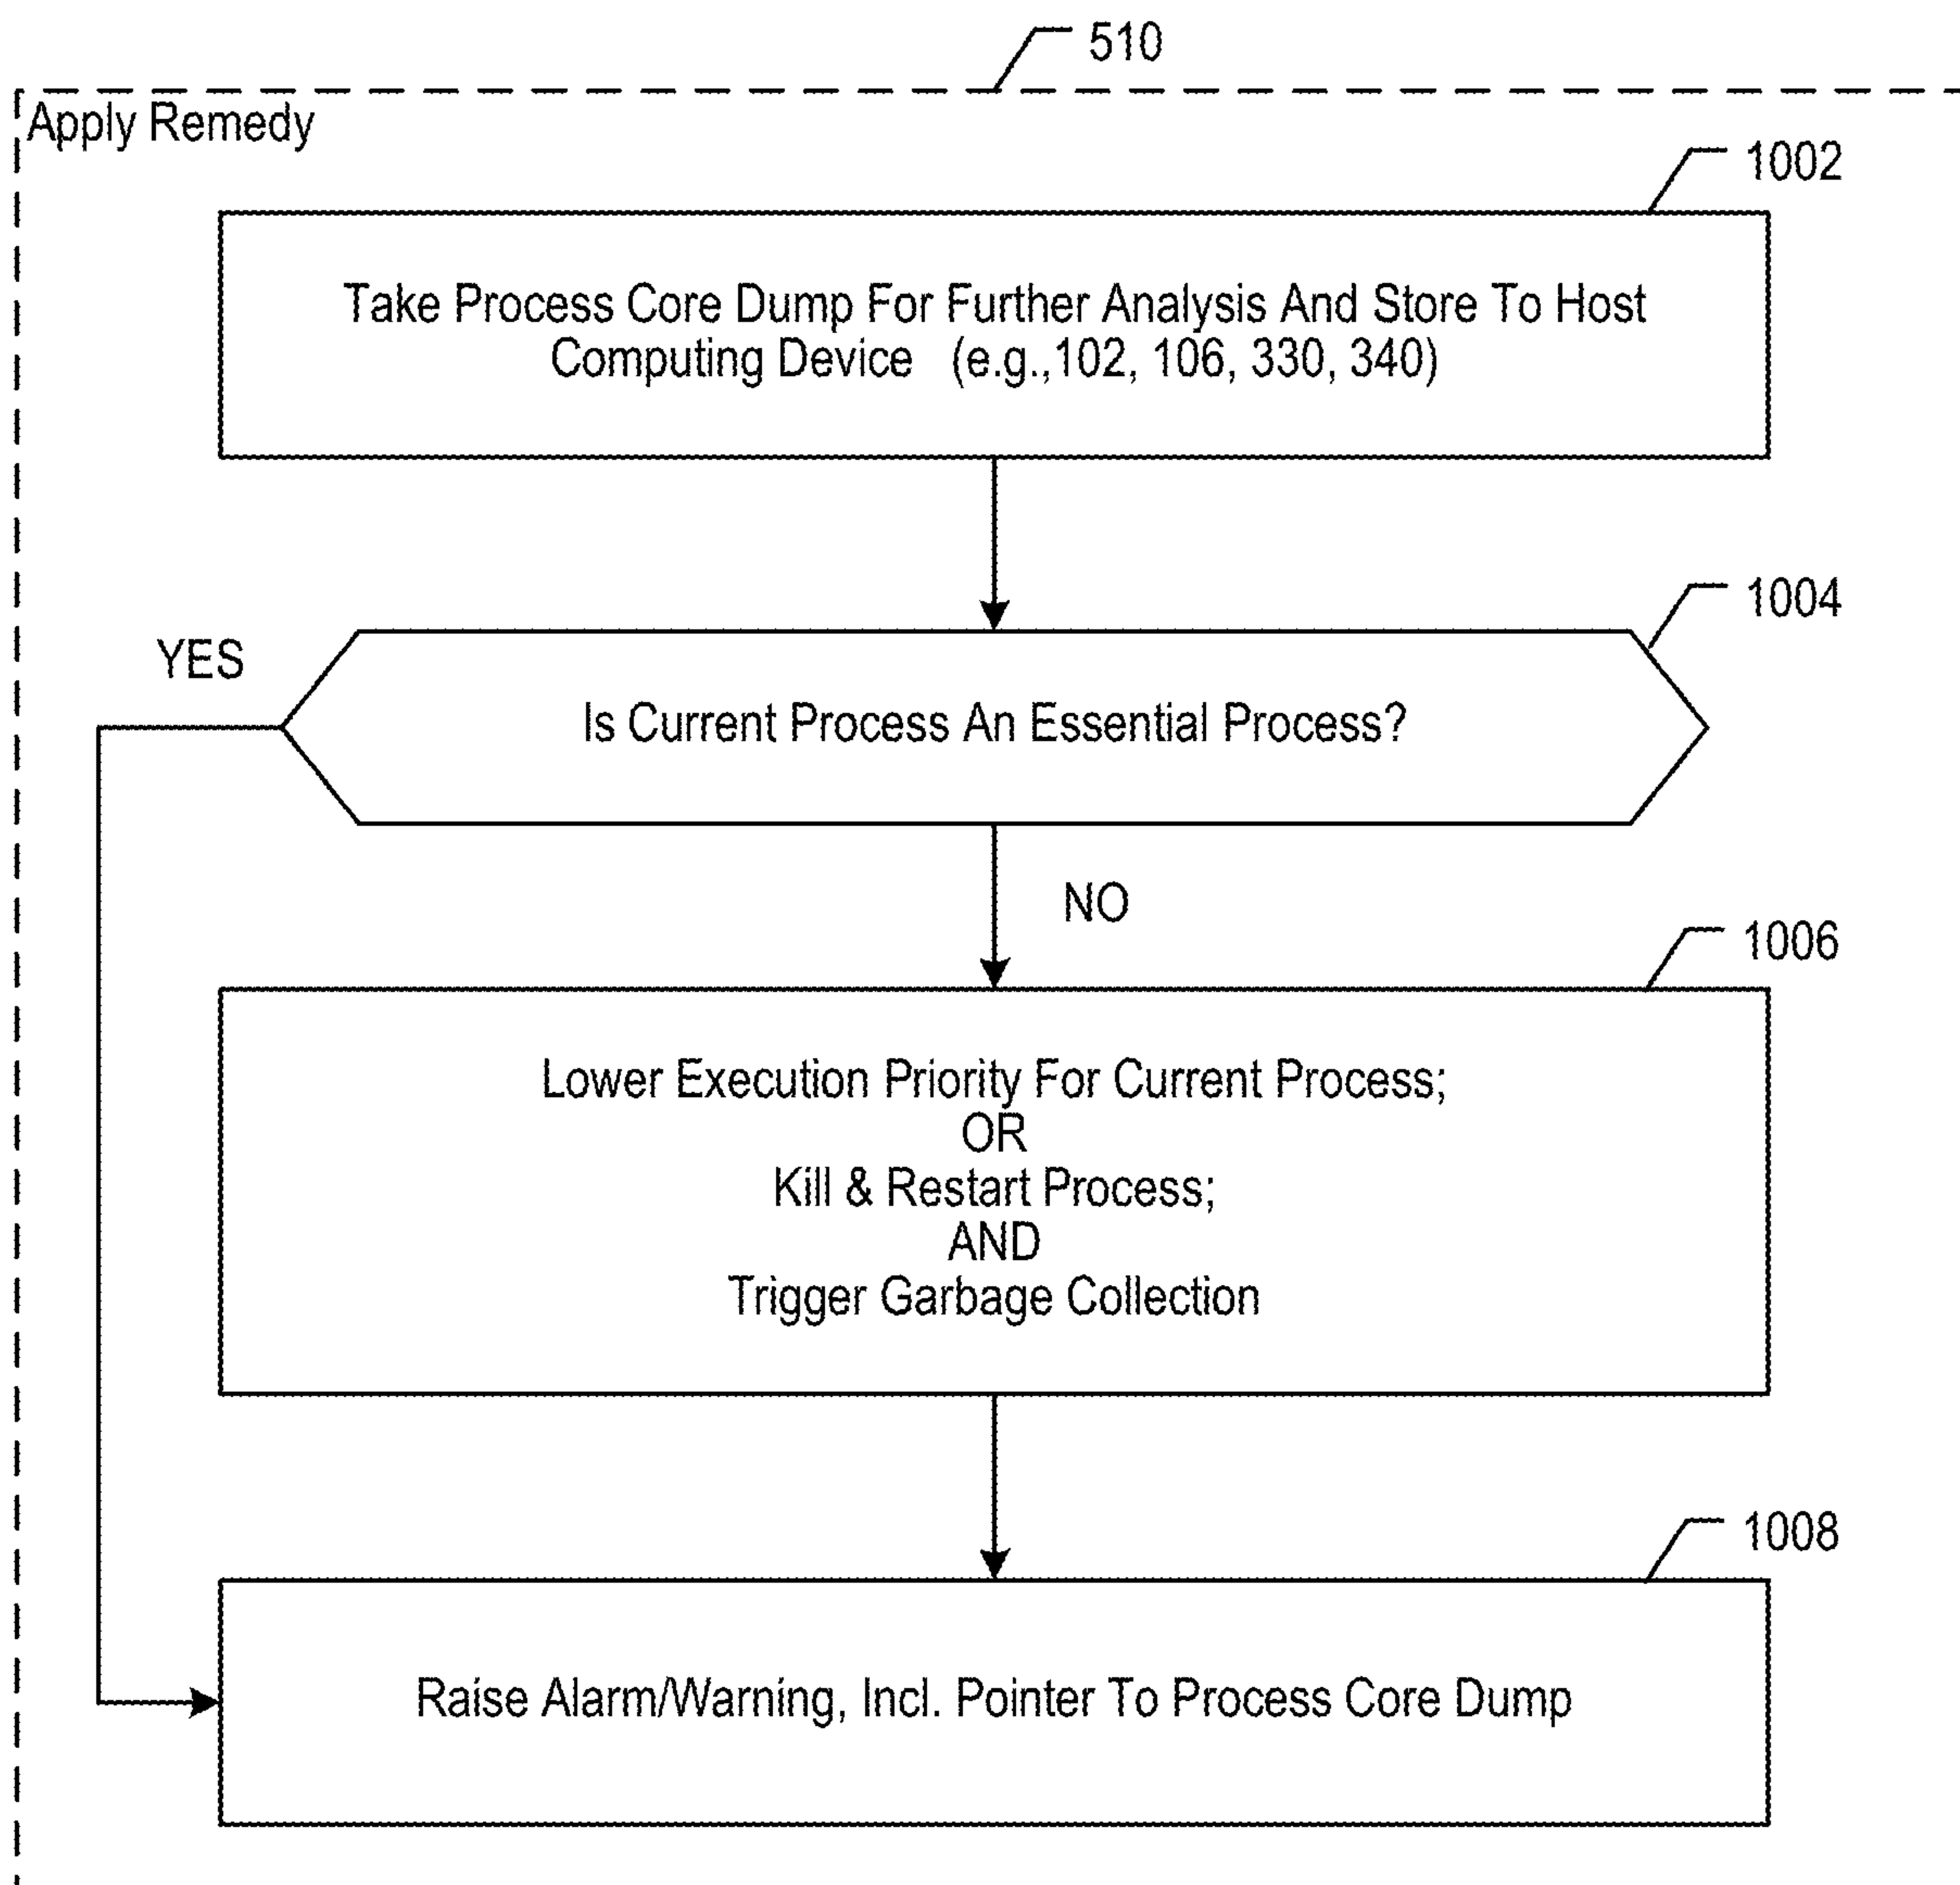 510
Apply Remedy
1002
Take Process Core Dump For Further Analysis And Store To Host
Computing Device (e.g.,102, 106, 330, 340)
1004
YES
Is Current Process An Essential Process?
NO
1006
Lower Execution Priority For Current Process;
OR
Kill & Restart Process;
AND
Trigger Garbage Collection
1008
Raise Alarm/Warning, Incl. Pointer To Process Core Dump